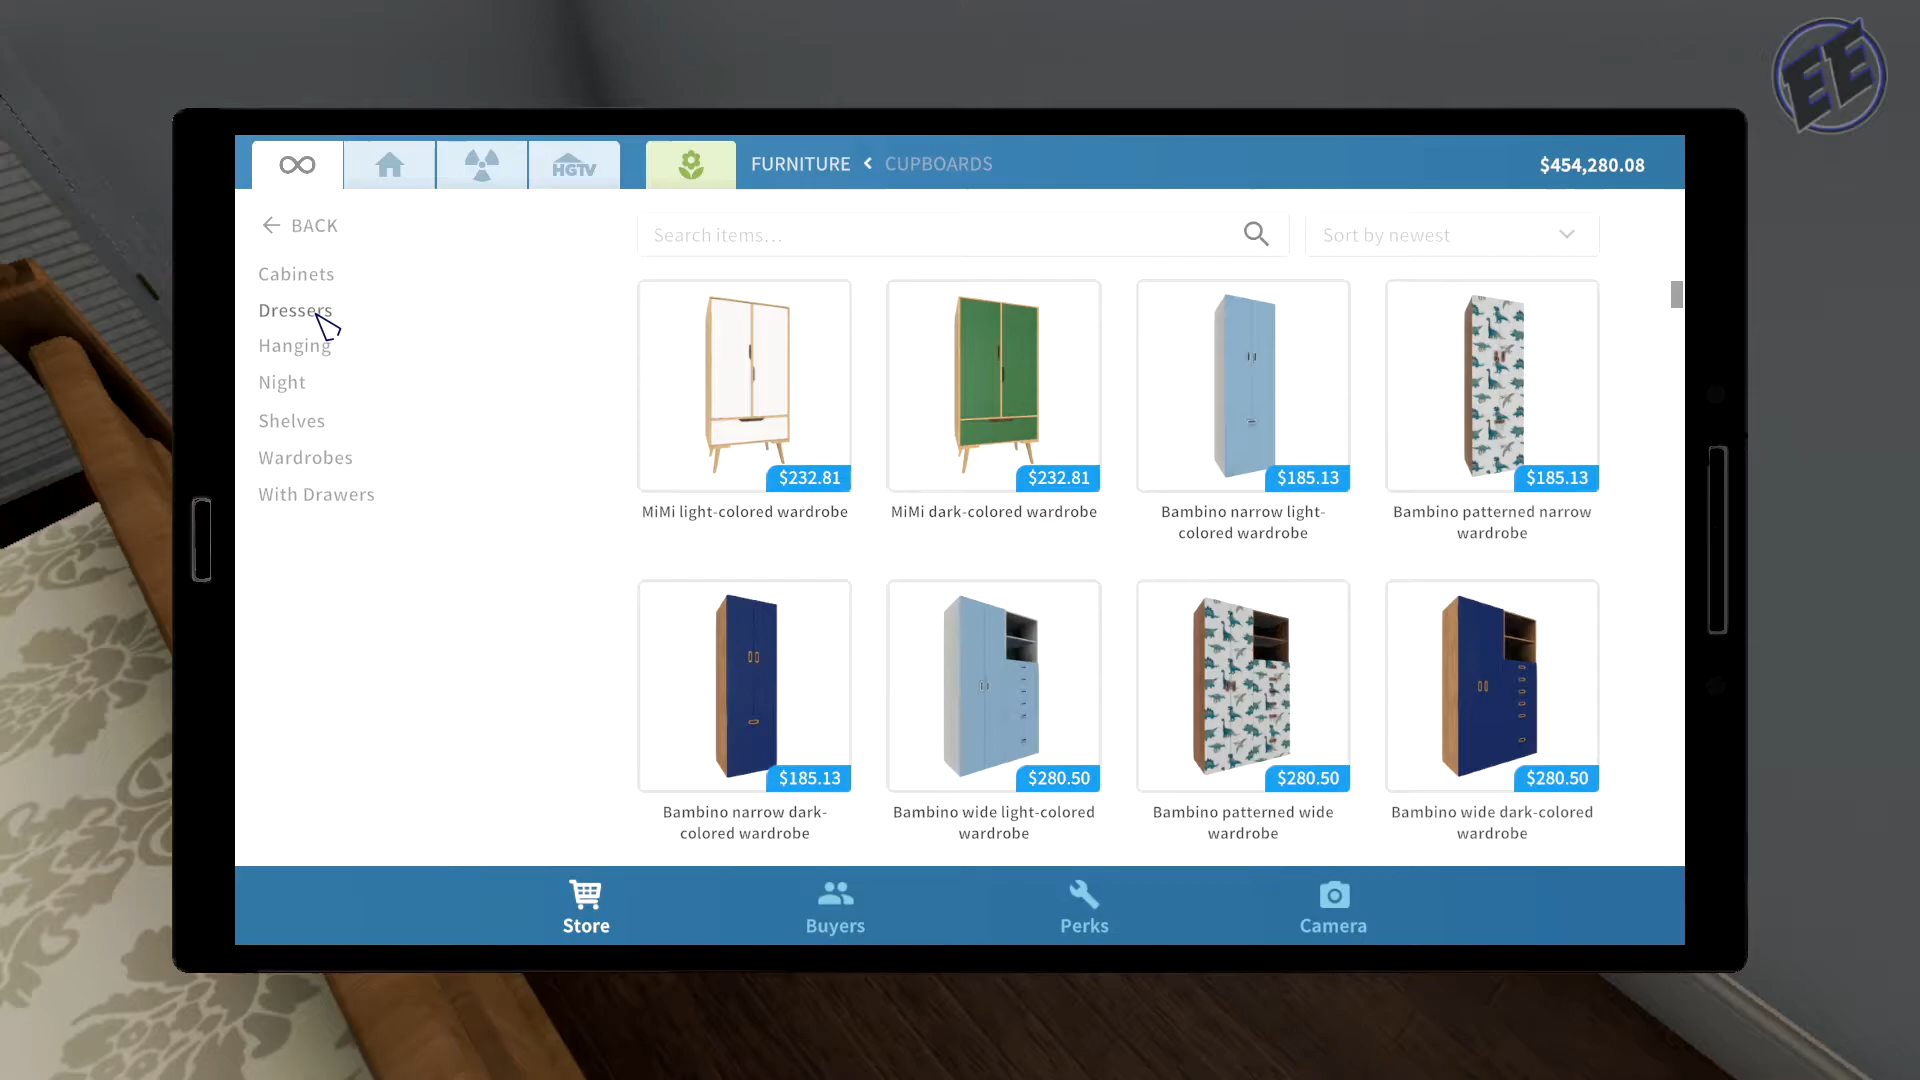 EE
HGTV
FURNITURE
CUPBOARDS
$454,280.08
BACK
Search items...
Sort by newest
Cabinets
Dressers
Hanging
Night
Shelves
Wardrobes
With Drawers
$232.81
$232.81
$185.13
$185.13
MiMi light-colored wardrobe
MiMi dark-colored wardrobe
Bambino narrow light-
colored wardrobe
Bambino patterned narrow
wardrobe
$185.13
$280.50
$280.50
$280.50
Bambino narrow dark-
colored wardrobe
Bambino wide light-colored
wardrobe
Bambino patterned wide
wardrobe
Bambino wide dark-colored
wardrobe
Store
Buyers
Perks
Camera